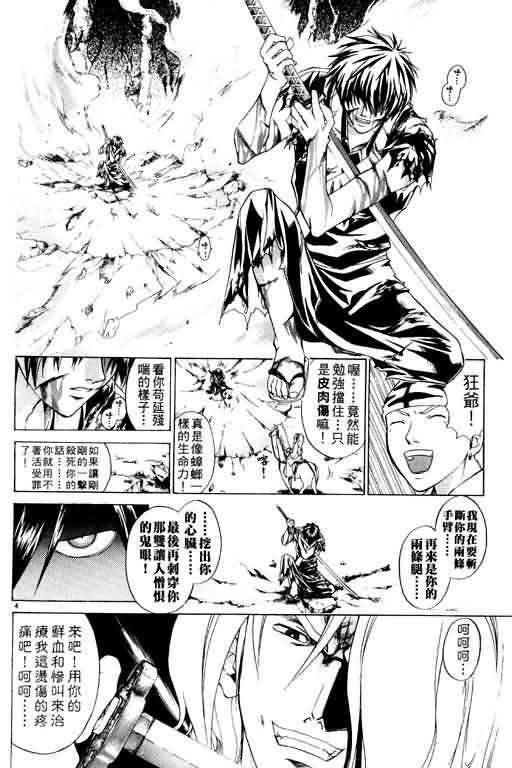 呼…
呼…
呼…
狂爺！
喔……竟然能
勉強擋住…只
是皮肉傷嘛！
真是像蟑螂一
樣的生命力！
看你苟延殘
喘的樣子…
如果讓剛
剛的一擊
殺死你的
話……
你就用不
著活受罪
了！
我現在要斬
斷你的兩條
手臂……
再來是你的
兩條腿……
……挖出你
的心臟…
最後再刺穿你
那雙讓人憎恨
的鬼眼！
4
呵呵
呵…
來吧！用你的
鮮血和慘叫來治
療我這燙傷的疼
痛吧！呵呵……